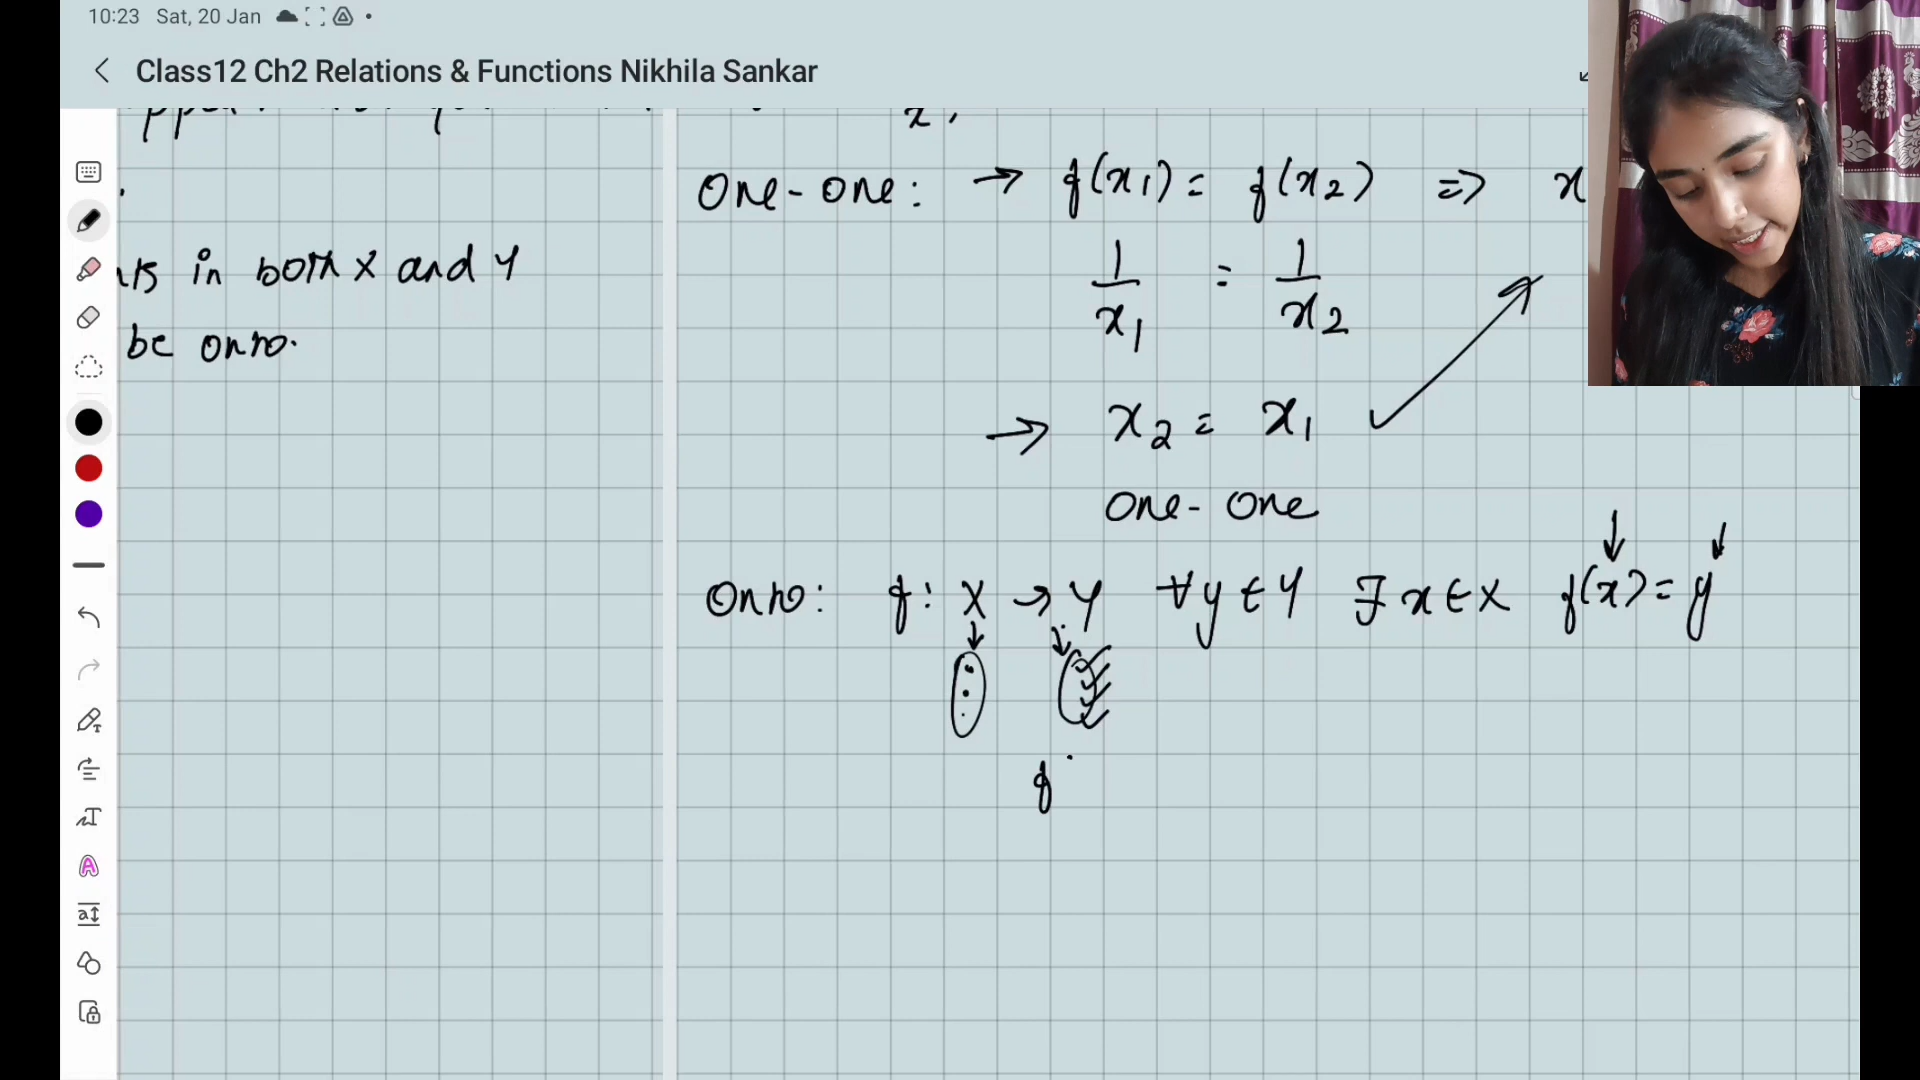 10:23 Sat, 20 Jan
Class12 Ch2 Relations & Functions Nikhila Sankar
in both X and Y
be onto.
One-one: → f(x₁) = f(x₂) ⇒ x
1/x₁ = 1/x₂
→ x₂ = x₁
one-one
Onto: f: X → Y ∀ y ∈ Y ∃ x ∈ X f(x) = y
f